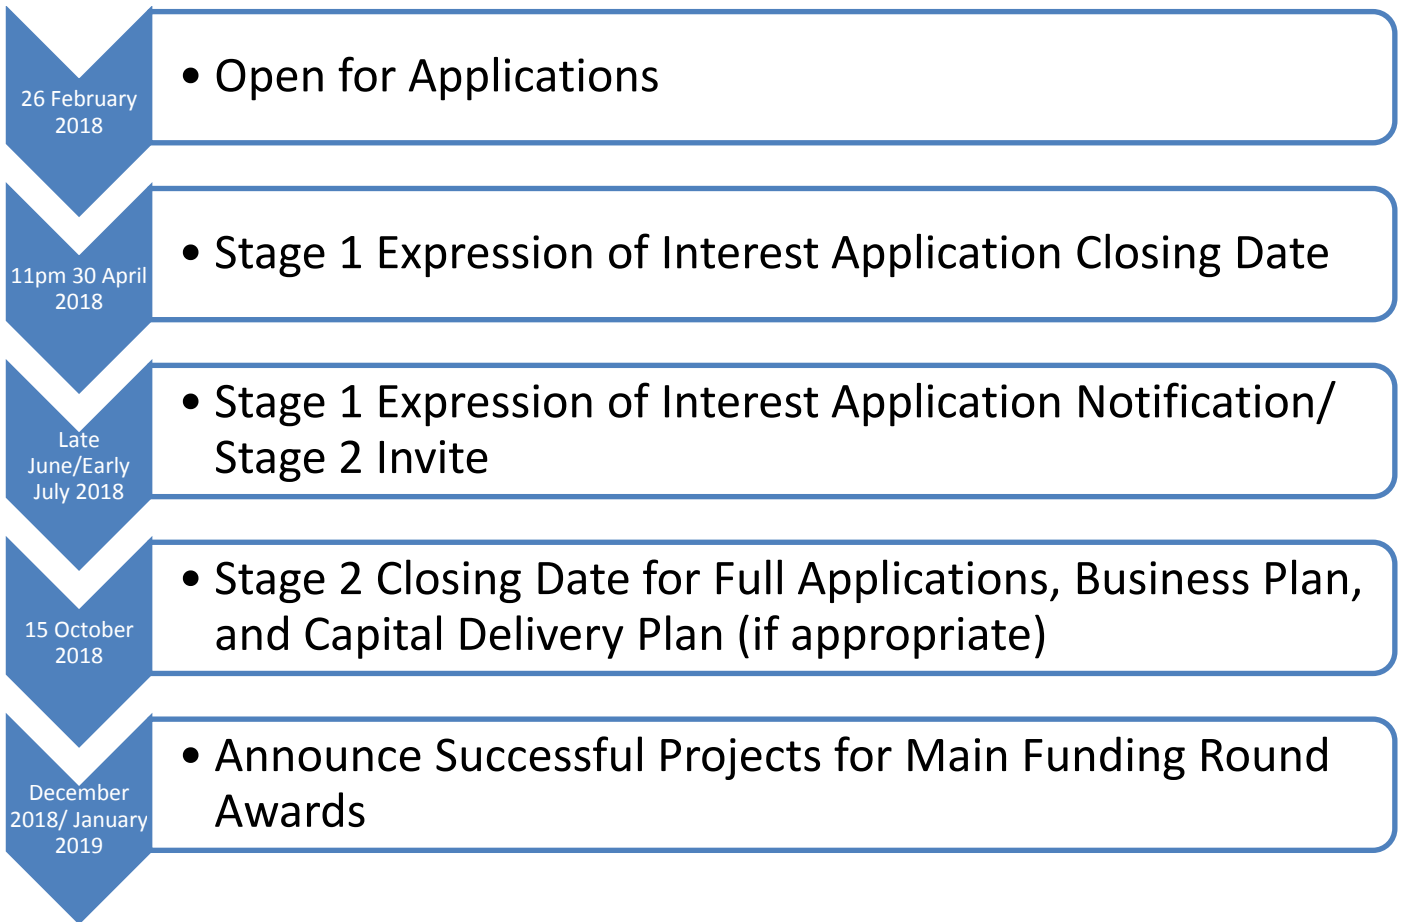 26 February
2018
• Open for Applications
11pm 30 April
2018
• Stage 1 Expression of Interest Application Closing Date
Late
June/Early
July 2018
• Stage 1 Expression of Interest Application Notification/
Stage 2 Invite
15 October
2018
• Stage 2 Closing Date for Full Applications, Business Plan,
and Capital Delivery Plan (if appropriate)
December
2018/ January
2019
• Announce Successful Projects for Main Funding Round
Awards